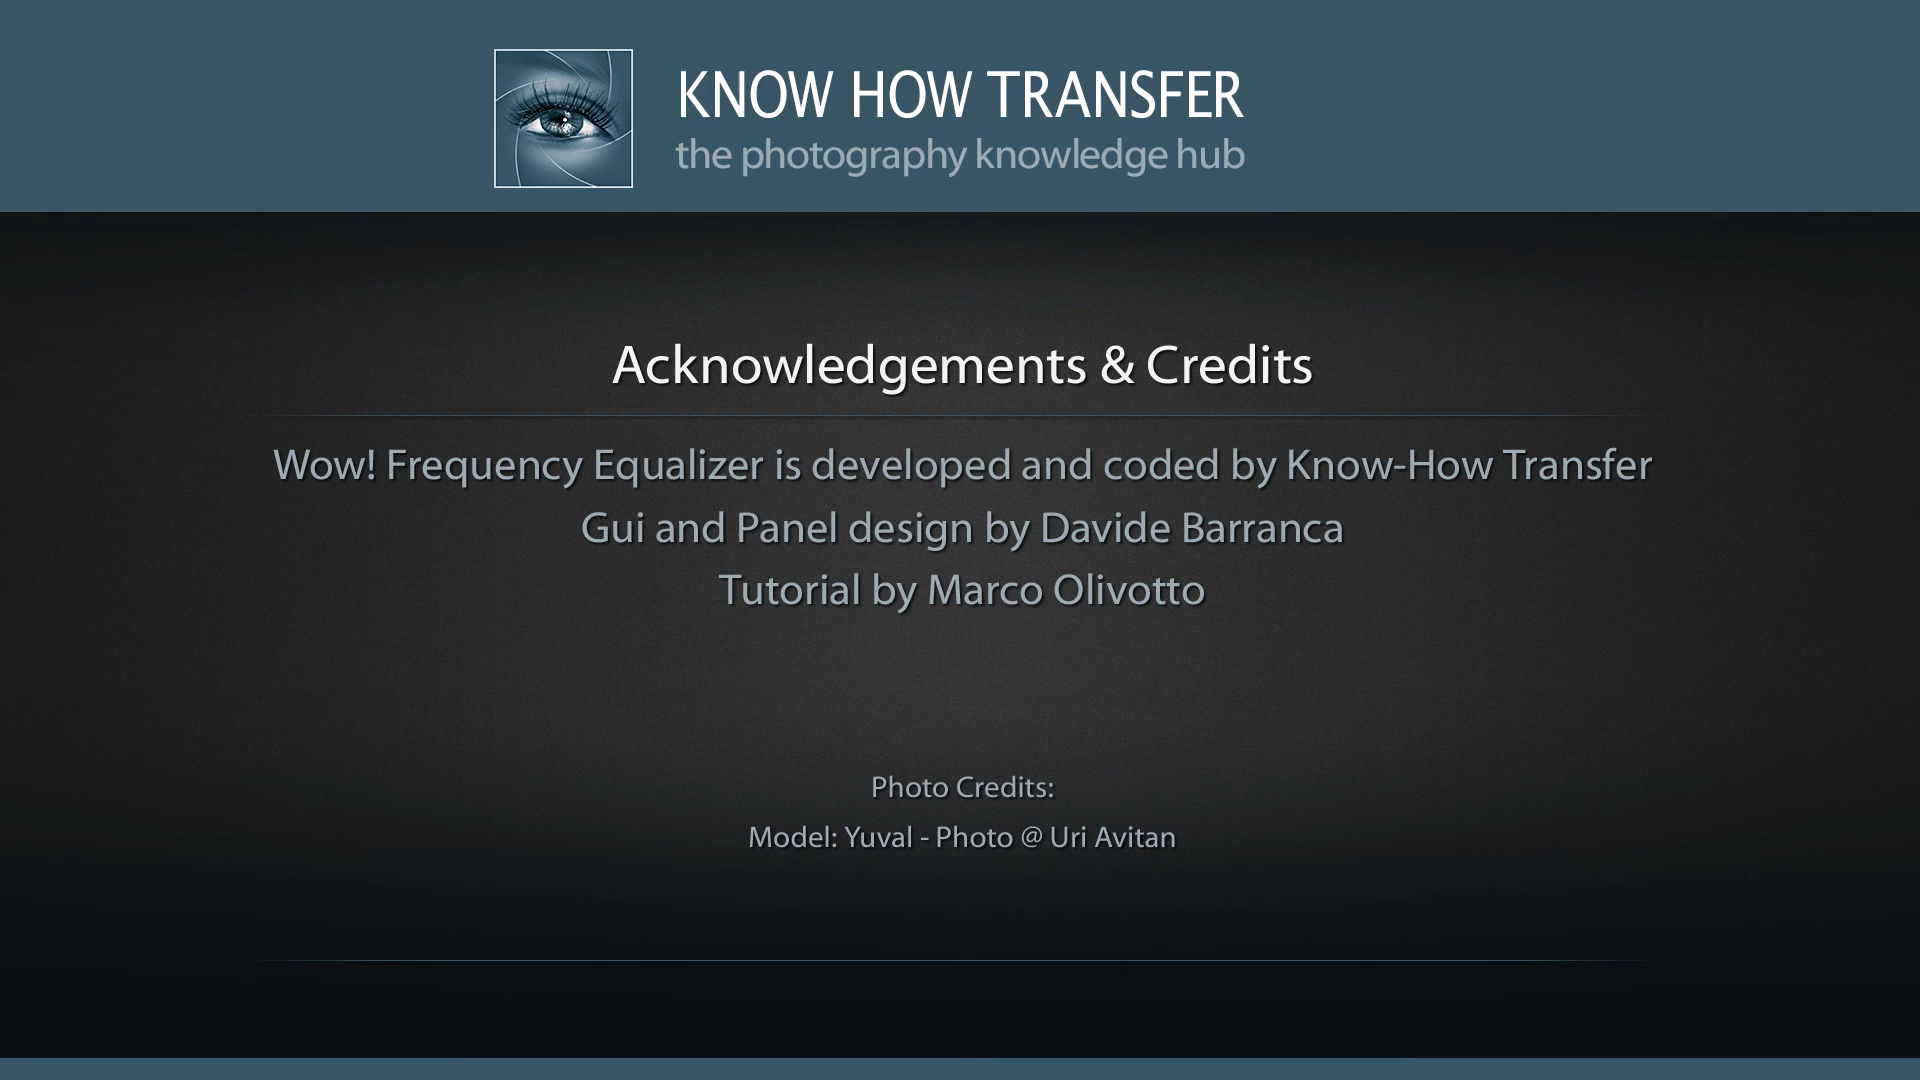 KNOW HOW TRANSFER
the photography knowledge hub
Acknowledgements & Credits
Wow! Frequency Equalizer is developed and coded by Know-How Transfer
Gui and Panel design by Davide Barranca
Tutorial by Marco Olivotto
Photo Credits:
Model: Yuval - Photo @ Uri Avitan